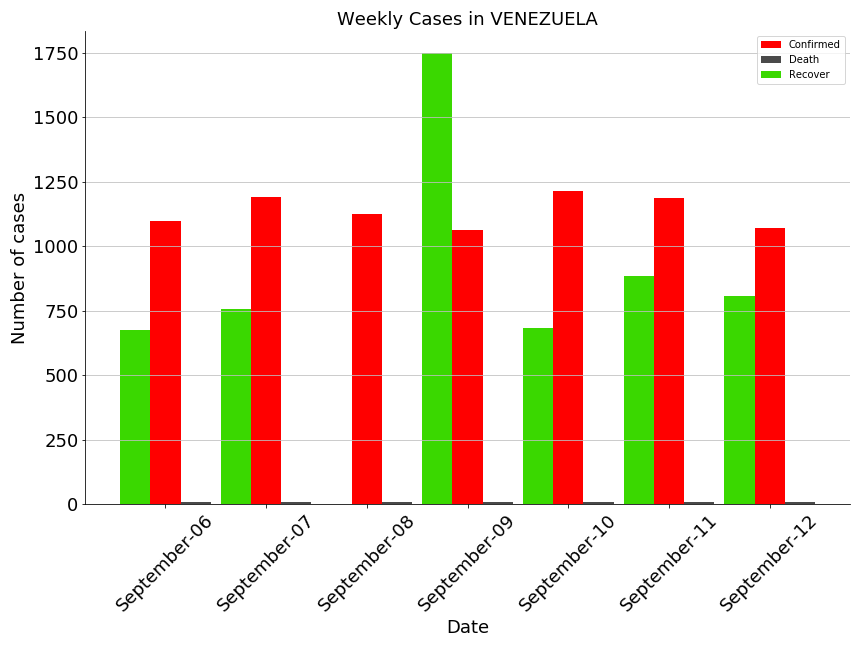 Weekly Cases in VENEZUELA
Confirmed
Death
Recover
Number of cases
1750
1500
1250
1000
750
500
250
0
September-06
September-07
September-08
September-09
September-10
September-11
September-12
Date